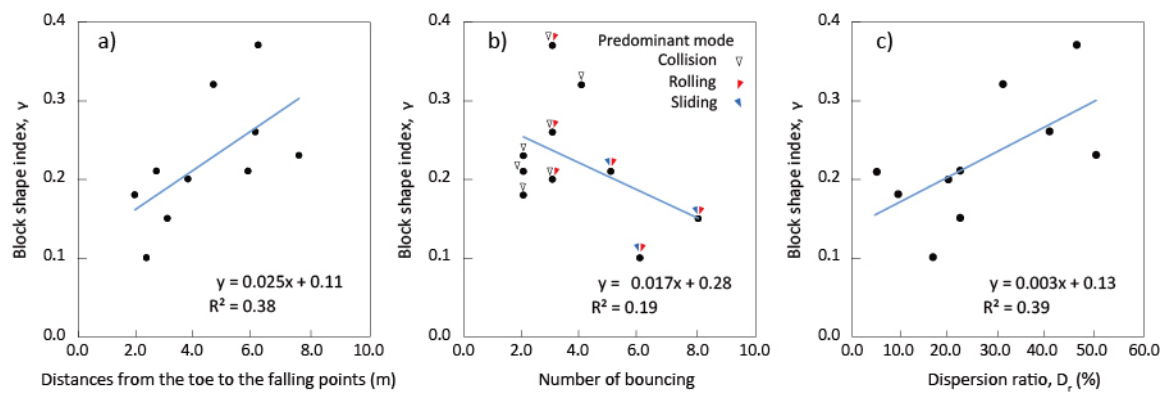 0.4
a)
0.3
0.2
0.1
0.0
Block shape index, γ
y = 0.025x + 0.11
R² = 0.38
0.0 2.0 4.0 6.0 8.0 10.0
Distances from the toe to the falling points (m)
0.4
b)
Predominant mode
Collision
Rolling
Sliding
0.3
0.2
0.1
0.0
Block shape index, γ
y = 0.017x + 0.28
R² = 0.19
0.0 2.0 4.0 6.0 8.0 10.0
Number of bouncing
0.4
c)
0.3
0.2
0.1
0.0
Block shape index, γ
y = 0.003x + 0.13
R² = 0.39
0.0 10.0 20.0 30.0 40.0 50.0 60.0
Dispersion ratio, Dr (%)